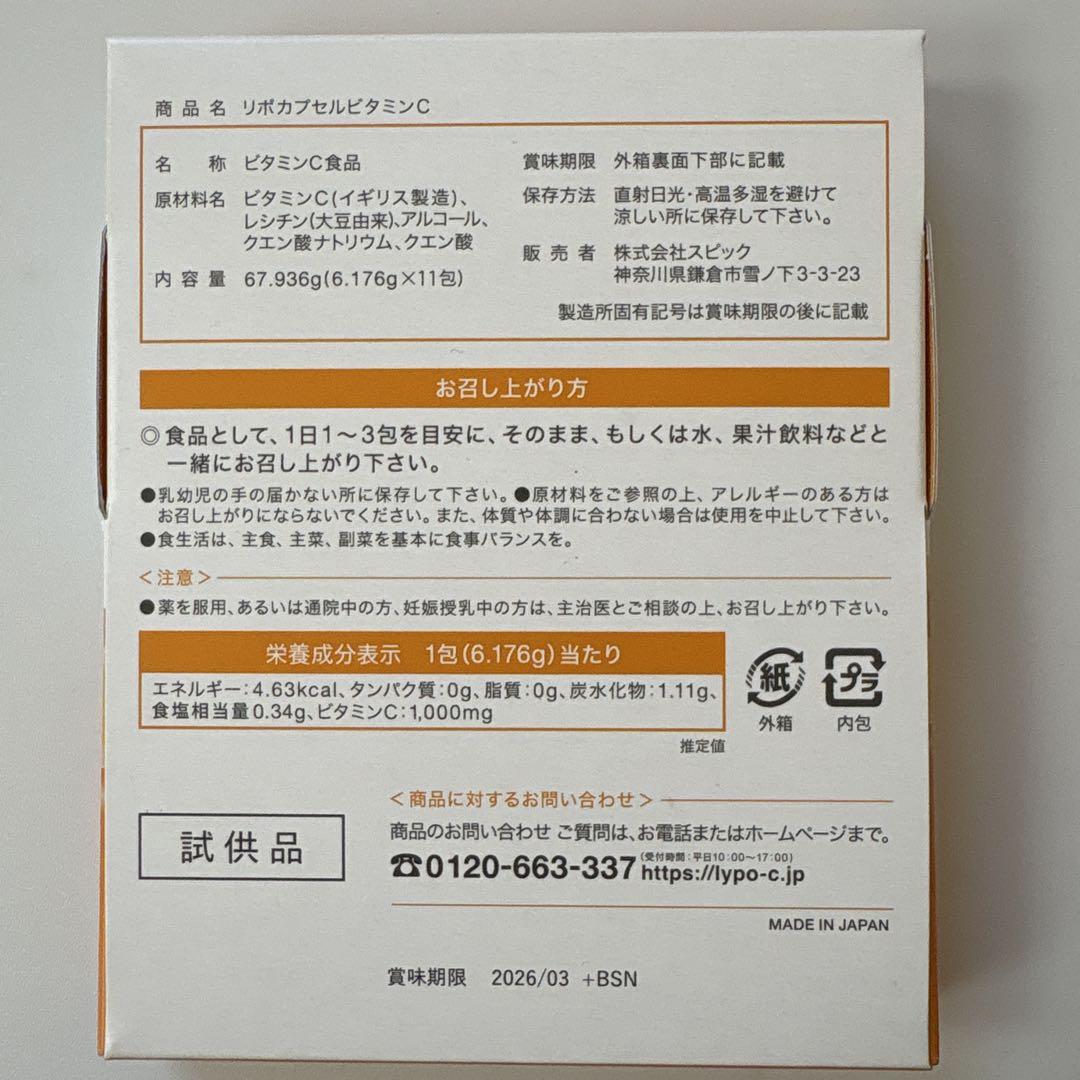 商品名 リポカプセルビタミンC
名称 ビタミンC食品
原材料名 ビタミンC(イギリス製造)、
レシチン(大豆由来)、アルコール、
クエン酸ナトリウム、クエン酸
内容量 67.936g(6.176g×11包)
賞味期限 外箱裏面下部に記載
保存方法 直射日光・高温多湿を避けて
涼しい所に保存して下さい。
販売者 株式会社スピック
神奈川県鎌倉市雪ノ下3-3-23
製造所固有記号は賞味期限の後に記載
お召し上がり方
◎食品として、1日1〜3包を目安に、そのまま、もしくは水、果汁飲料などと
一緒にお召し上がり下さい。
●乳幼児の手の届かない所に保存して下さい。●原材料をご参照の上、アレルギーのある方は
お召し上がりにならないでください。また、体質や体調に合わない場合は使用を中止して下さい。
●食生活は、主食、主菜、副菜を基本に食事バランスを。
<注意>
●薬を服用、あるいは通院中の方、妊娠授乳中の方は、主治医とご相談の上、お召し上がり下さい。
栄養成分表示 1包(6.176g)当たり
エネルギー:4.63kcal、タンパク質:0g、脂質:0g、炭水化物:1.11g、
食塩相当量0.34g、ビタミンC:1,000mg
推定値
紙
外箱
プラ
内包
試供品
<商品に対するお問い合わせ>
商品のお問い合わせ ご質問は、お電話またはホームページまで。
☎0120-663-337 (受付時間:平日10:00〜17:00)
https://lypo-c.jp
MADE IN JAPAN
賞味期限 2026/03 +BSN